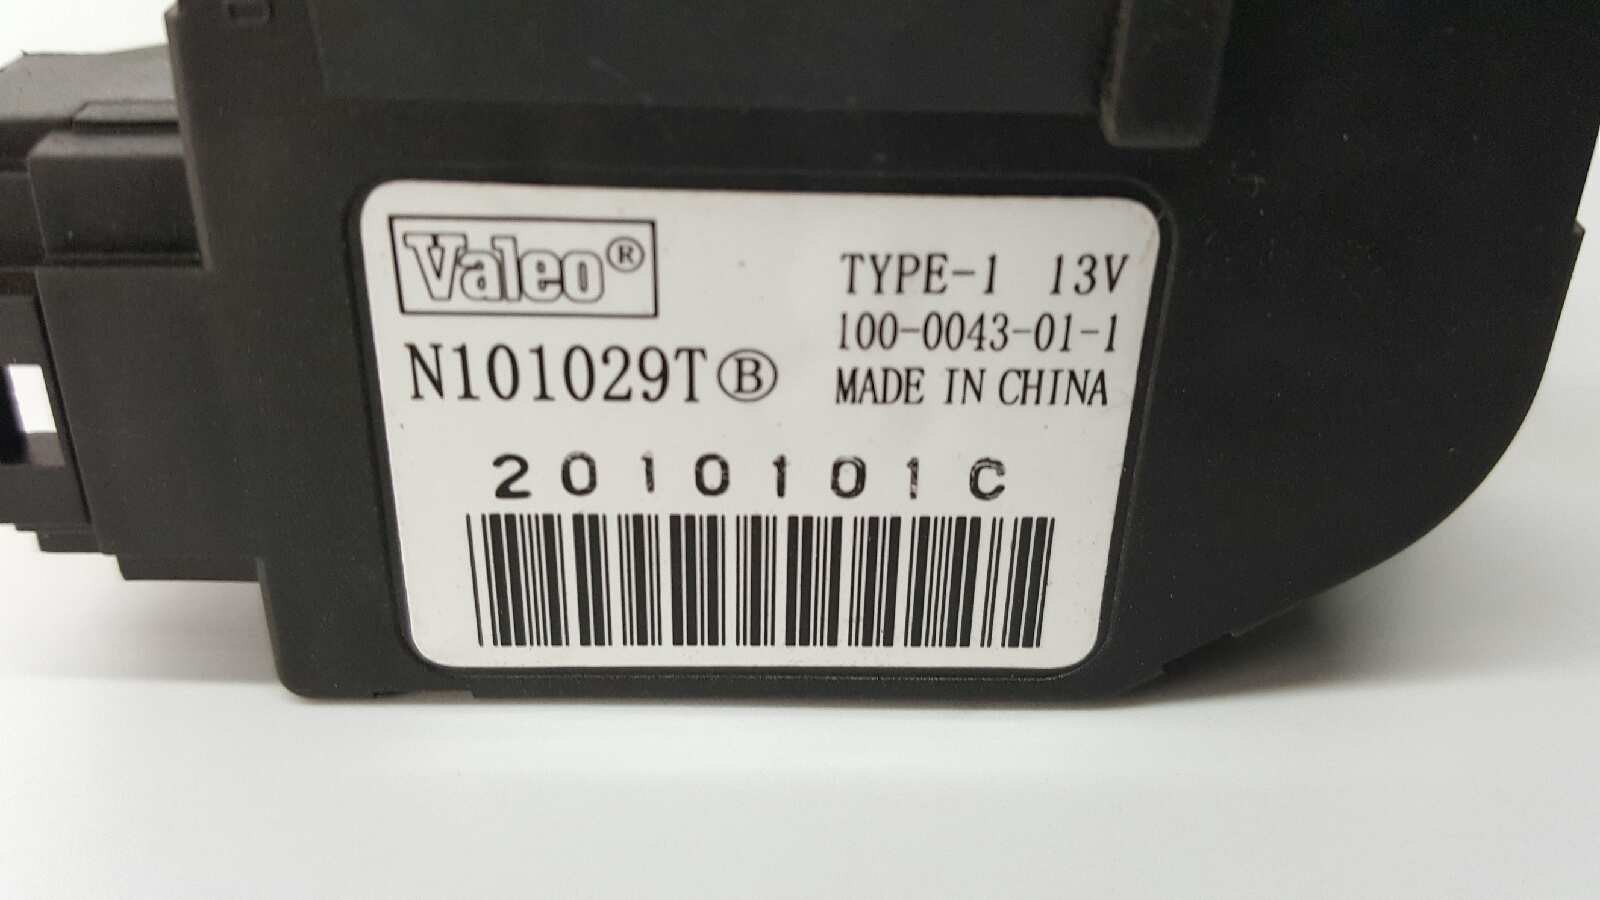 Valeo®
N101029TⒷ
TYPE-1 13V
100-0043-01-1
MADE IN CHINA
2010101C